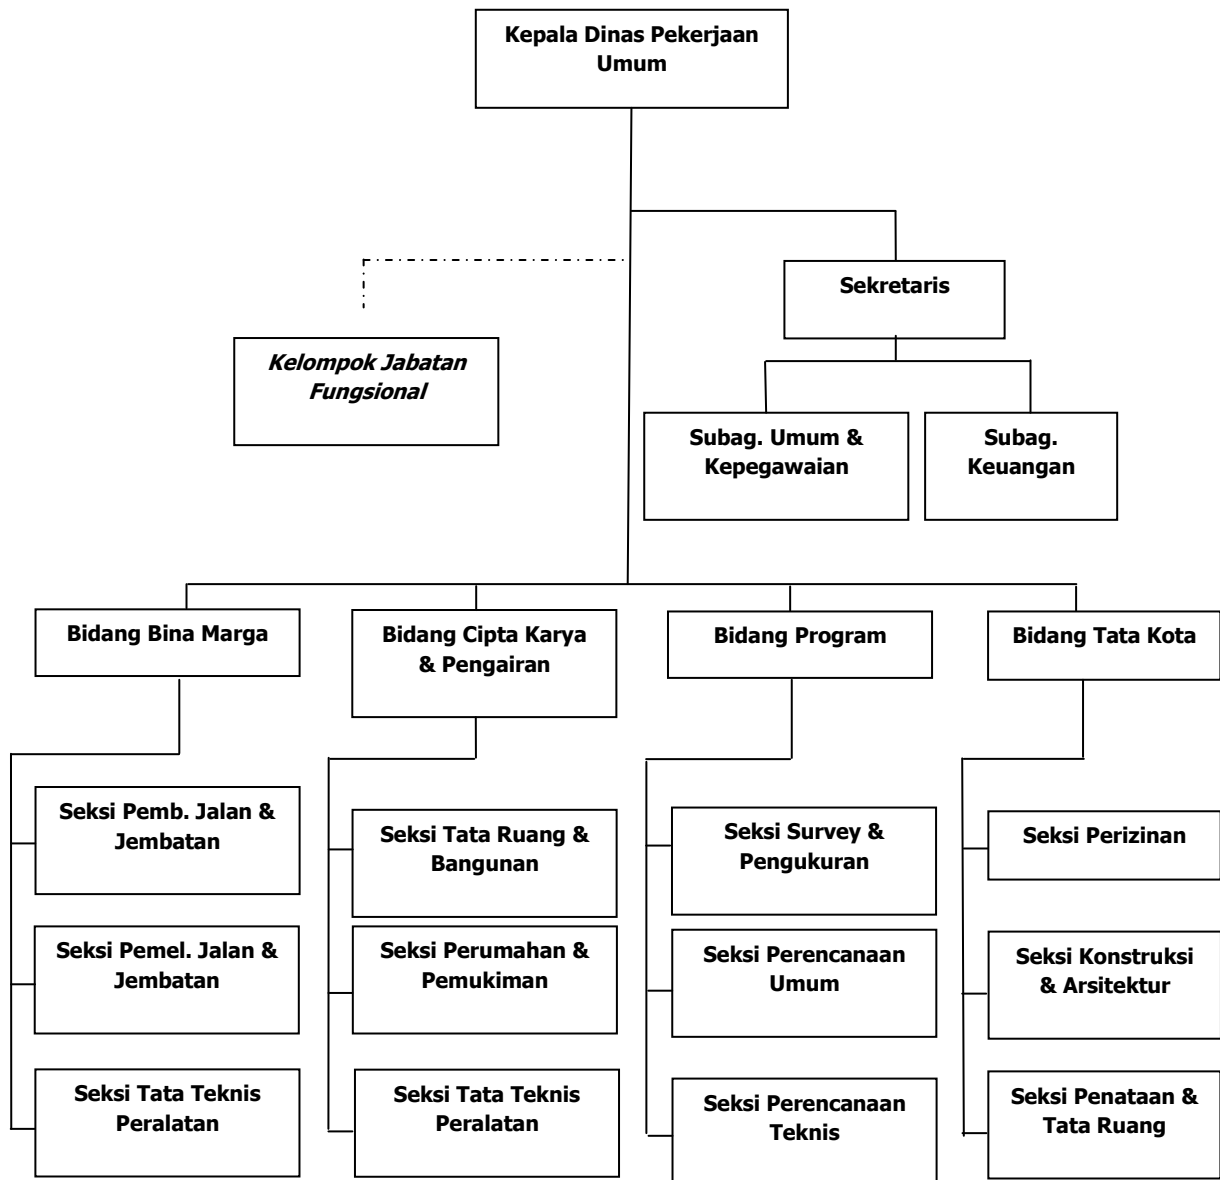 Kepala Dinas Pekerjaan
Umum
Sekretaris
Kelompok Jabatan
Fungsional
Subag. Umum &
Kepegawaian
Subag.
Keuangan
Bidang Bina Marga
Bidang Cipta Karya
& Pengairan
Bidang Program
Bidang Tata Kota
Seksi Pemb. Jalan &
Jembatan
Seksi Tata Ruang &
Bangunan
Seksi Survey &
Pengukuran
Seksi Perizinan
Seksi Pemel. Jalan &
Jembatan
Seksi Perumahan &
Pemukiman
Seksi Perencanaan
Umum
Seksi Konstruksi
& Arsitektur
Seksi Tata Teknis
Peralatan
Seksi Tata Teknis
Peralatan
Seksi Perencanaan
Teknis
Seksi Penataan &
Tata Ruang